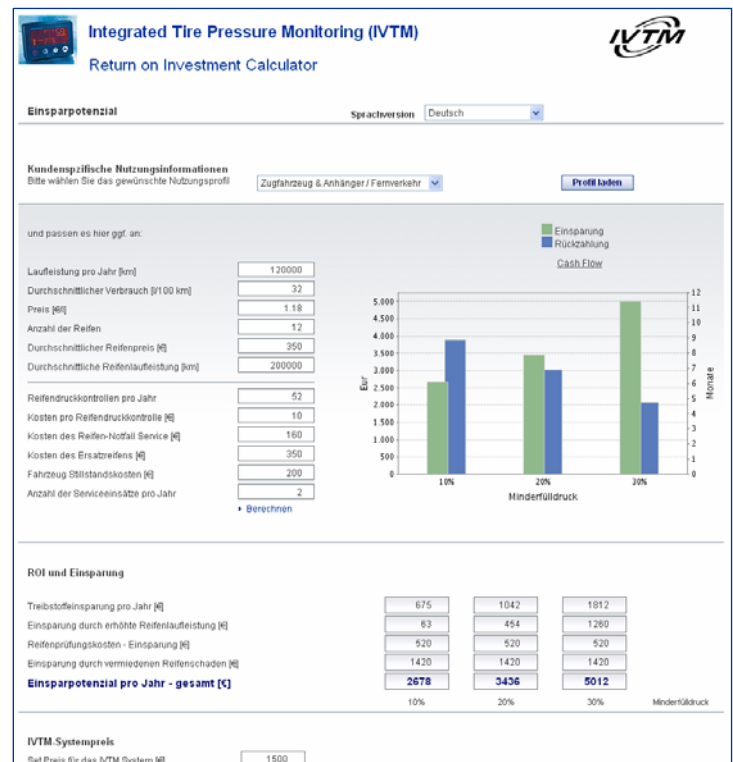 Integrated Tire Pressure Monitoring (IVTM)
IVTM
Return on Investment Calculator
Einsparpotenzial
Sprachversion Deutsch
Kundenspzifische Nutzungsinformationen
Bitte wählen Sie das gewünschte Nutzungsprofil Zugfahrzeug & Anhänger / Fernverkehr Profil laden
und passen es hier ggf. an:
Einsparung
Rückzahlung
Cash Flow
Laufleistung pro Jahr [km] 120000
Durchschnittlicher Verbrauch [l/100 km] 32
Preis [€/l] 1.18
Anzahl der Reifen 12
Durchschnittlicher Reifenpreis [€] 350
Durchschnittliche Reifenlaufleistung [km] 200000
Reifendruckkontrollen pro Jahr 52
Kosten pro Reifendruckkontrolle [€] 10
Kosten des Reifen-Notfall Service [€] 160
Kosten des Ersatzreifens [€] 350
Fahrzeug Stillstandskosten [€] 200
Anzahl der Serviceeinsätze pro Jahr 2
Berechnen
5.000
4.500
4.000
3.500
3.000
2.500
2.000
1.500
1.000
500
0
Eur
12
11
10
9
8
7
6
5
4
3
2
1
0
Monate
10% 20% 30%
Minderfülldruck
ROI und Einsparung
Treibstoffeinsparung pro Jahr [€] 675 1042 1812
Einsparung durch erhöhte Reifenlaufleistung [€] 63 454 1260
Reifenprüfungskosten - Einsparung [€] 520 520 520
Einsparung durch vermiedenen Reifenschaden [€] 1420 1420 1420
Einsparpotenzial pro Jahr - gesamt [€] 2678 3436 5012
10% 20% 30% Minderfülldruck
IVTM-Systempreis
Set Preis für das IVTM System [€] 1500